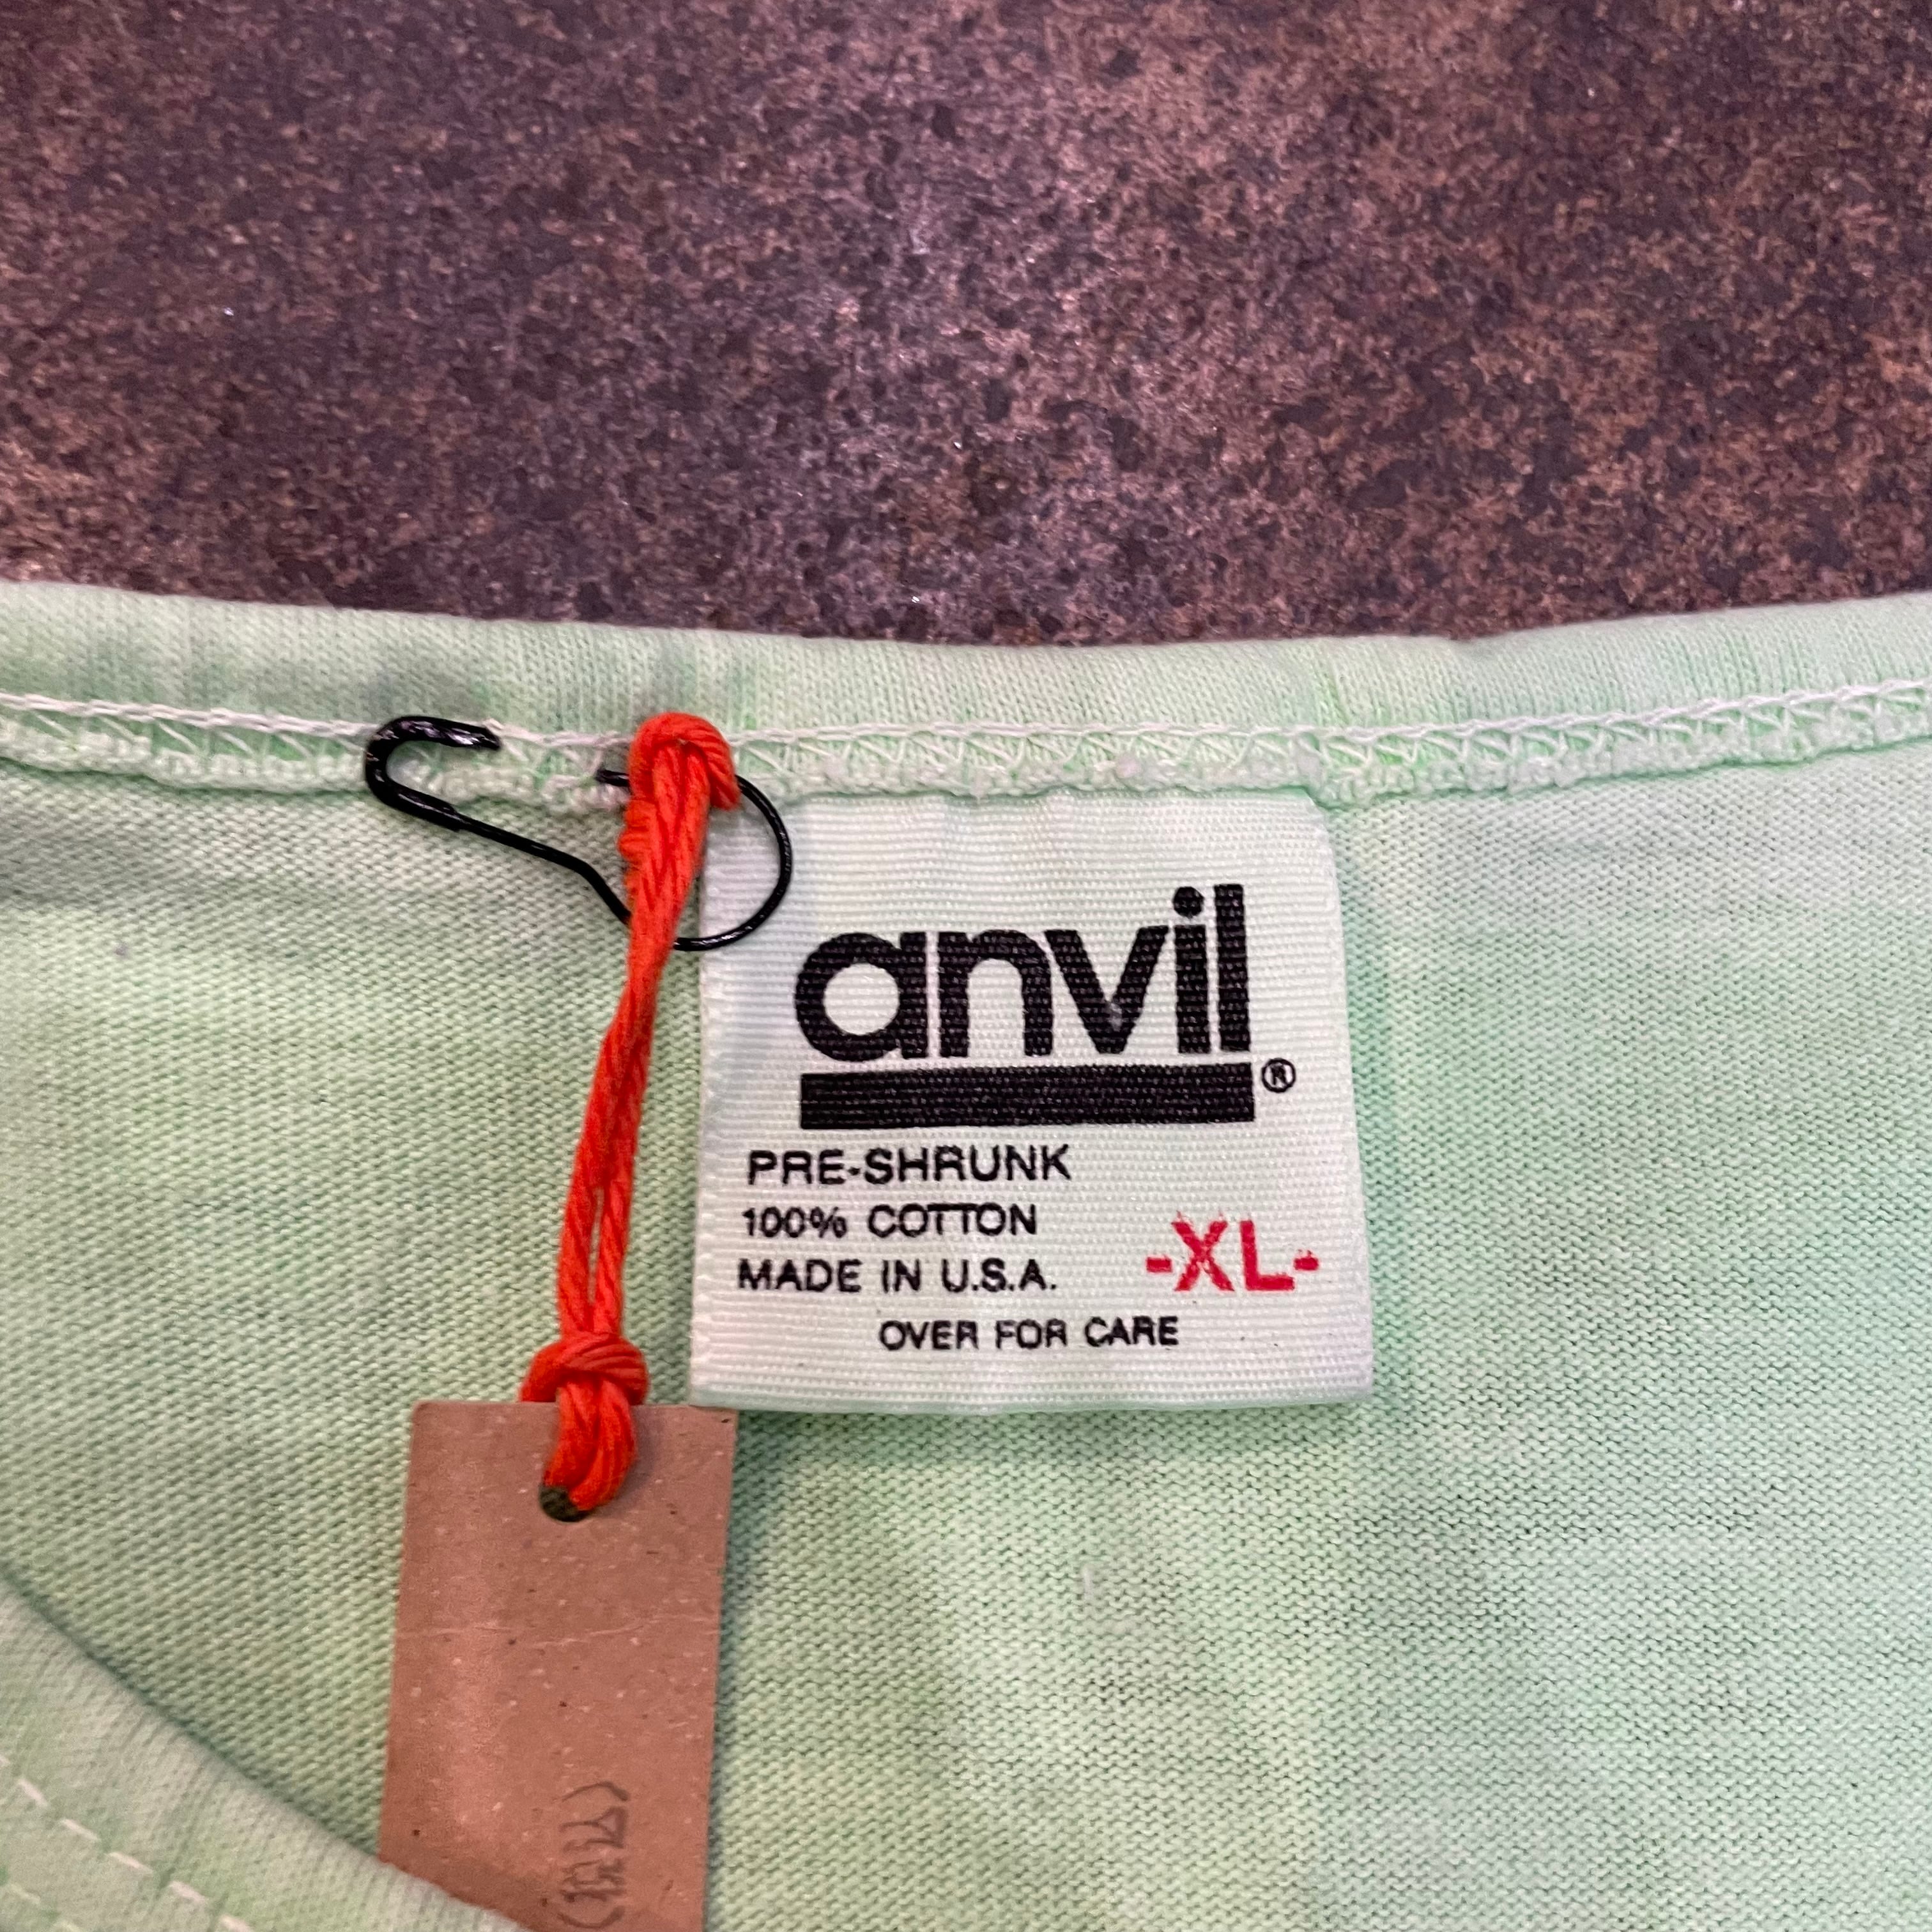 anvil®
PRE-SHRUNK
100% COTTON
MADE IN U.S.A.
-XL-
OVER FOR CARE